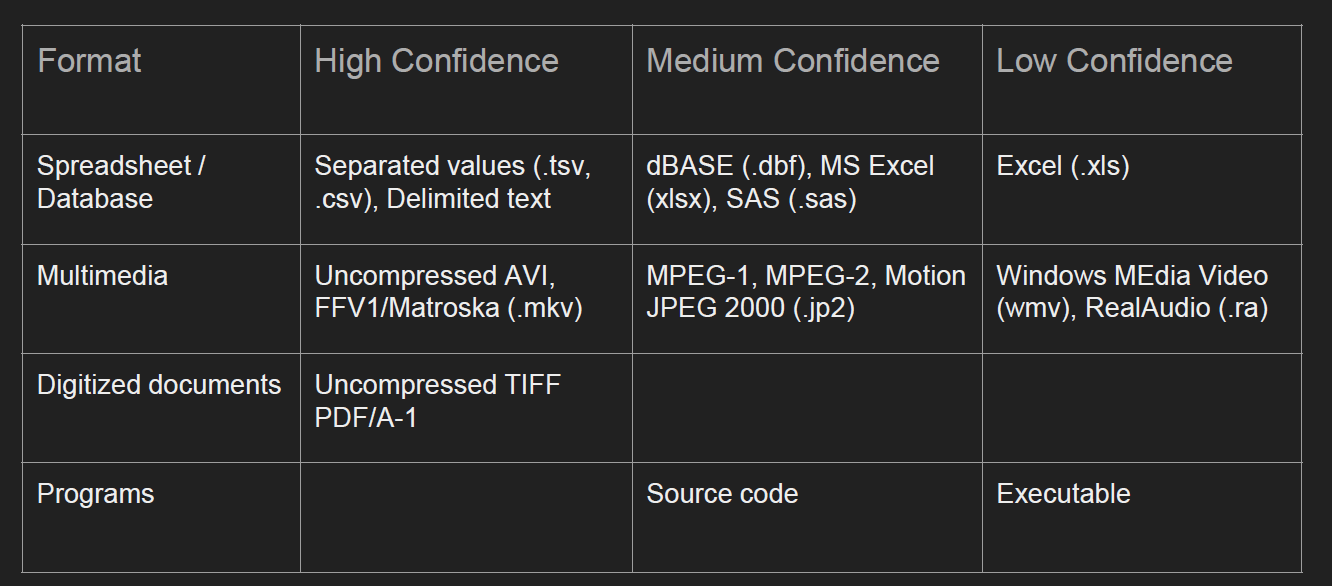 Format High Confidence Medium Confidence Low Confidence
Spreadsheet /
Database
Separated values (.tsv,
.csv), Delimited text
dBASE (.dbf), MS Excel
(xlsx), SAS (.sas)
Excel (.xls)
Multimedia
Uncompressed AVI,
FFV1/Matroska (.mkv)
MPEG-1, MPEG-2, Motion
JPEG 2000 (.jp2)
Windows MEdia Video
(wmv), RealAudio (.ra)
Digitized documents
Uncompressed TIFF
PDF/A-1
Programs
Source code
Executable